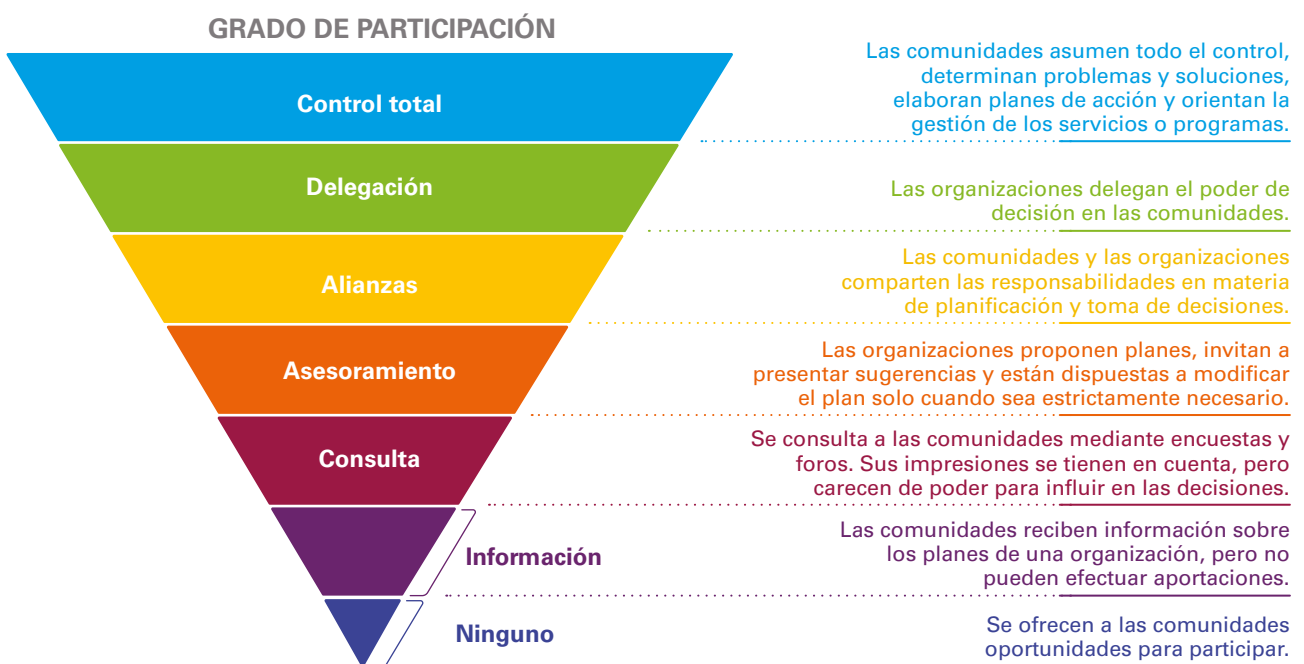 GRADO DE PARTICIPACIÓN
Control total
Las comunidades asumen todo el control,
determinan problemas y soluciones,
elaboran planes de acción y orientan la
gestión de los servicios o programas.
Delegación
Las organizaciones delegan el poder de
decisión en las comunidades.
Alianzas
Las comunidades y las organizaciones
comparten las responsabilidades en materia
de planificación y toma de decisiones.
Asesoramiento
Las organizaciones proponen planes, invitan a
presentar sugerencias y están dispuestas a modificar
el plan solo cuando sea estrictamente necesario.
Consulta
Se consulta a las comunidades mediante encuestas y
foros. Sus impresiones se tienen en cuenta, pero
carecen de poder para influir en las decisiones.
Información
Las comunidades reciben información sobre
los planes de una organización, pero no
pueden efectuar aportaciones.
Ninguno
Se ofrecen a las comunidades
oportunidades para participar.